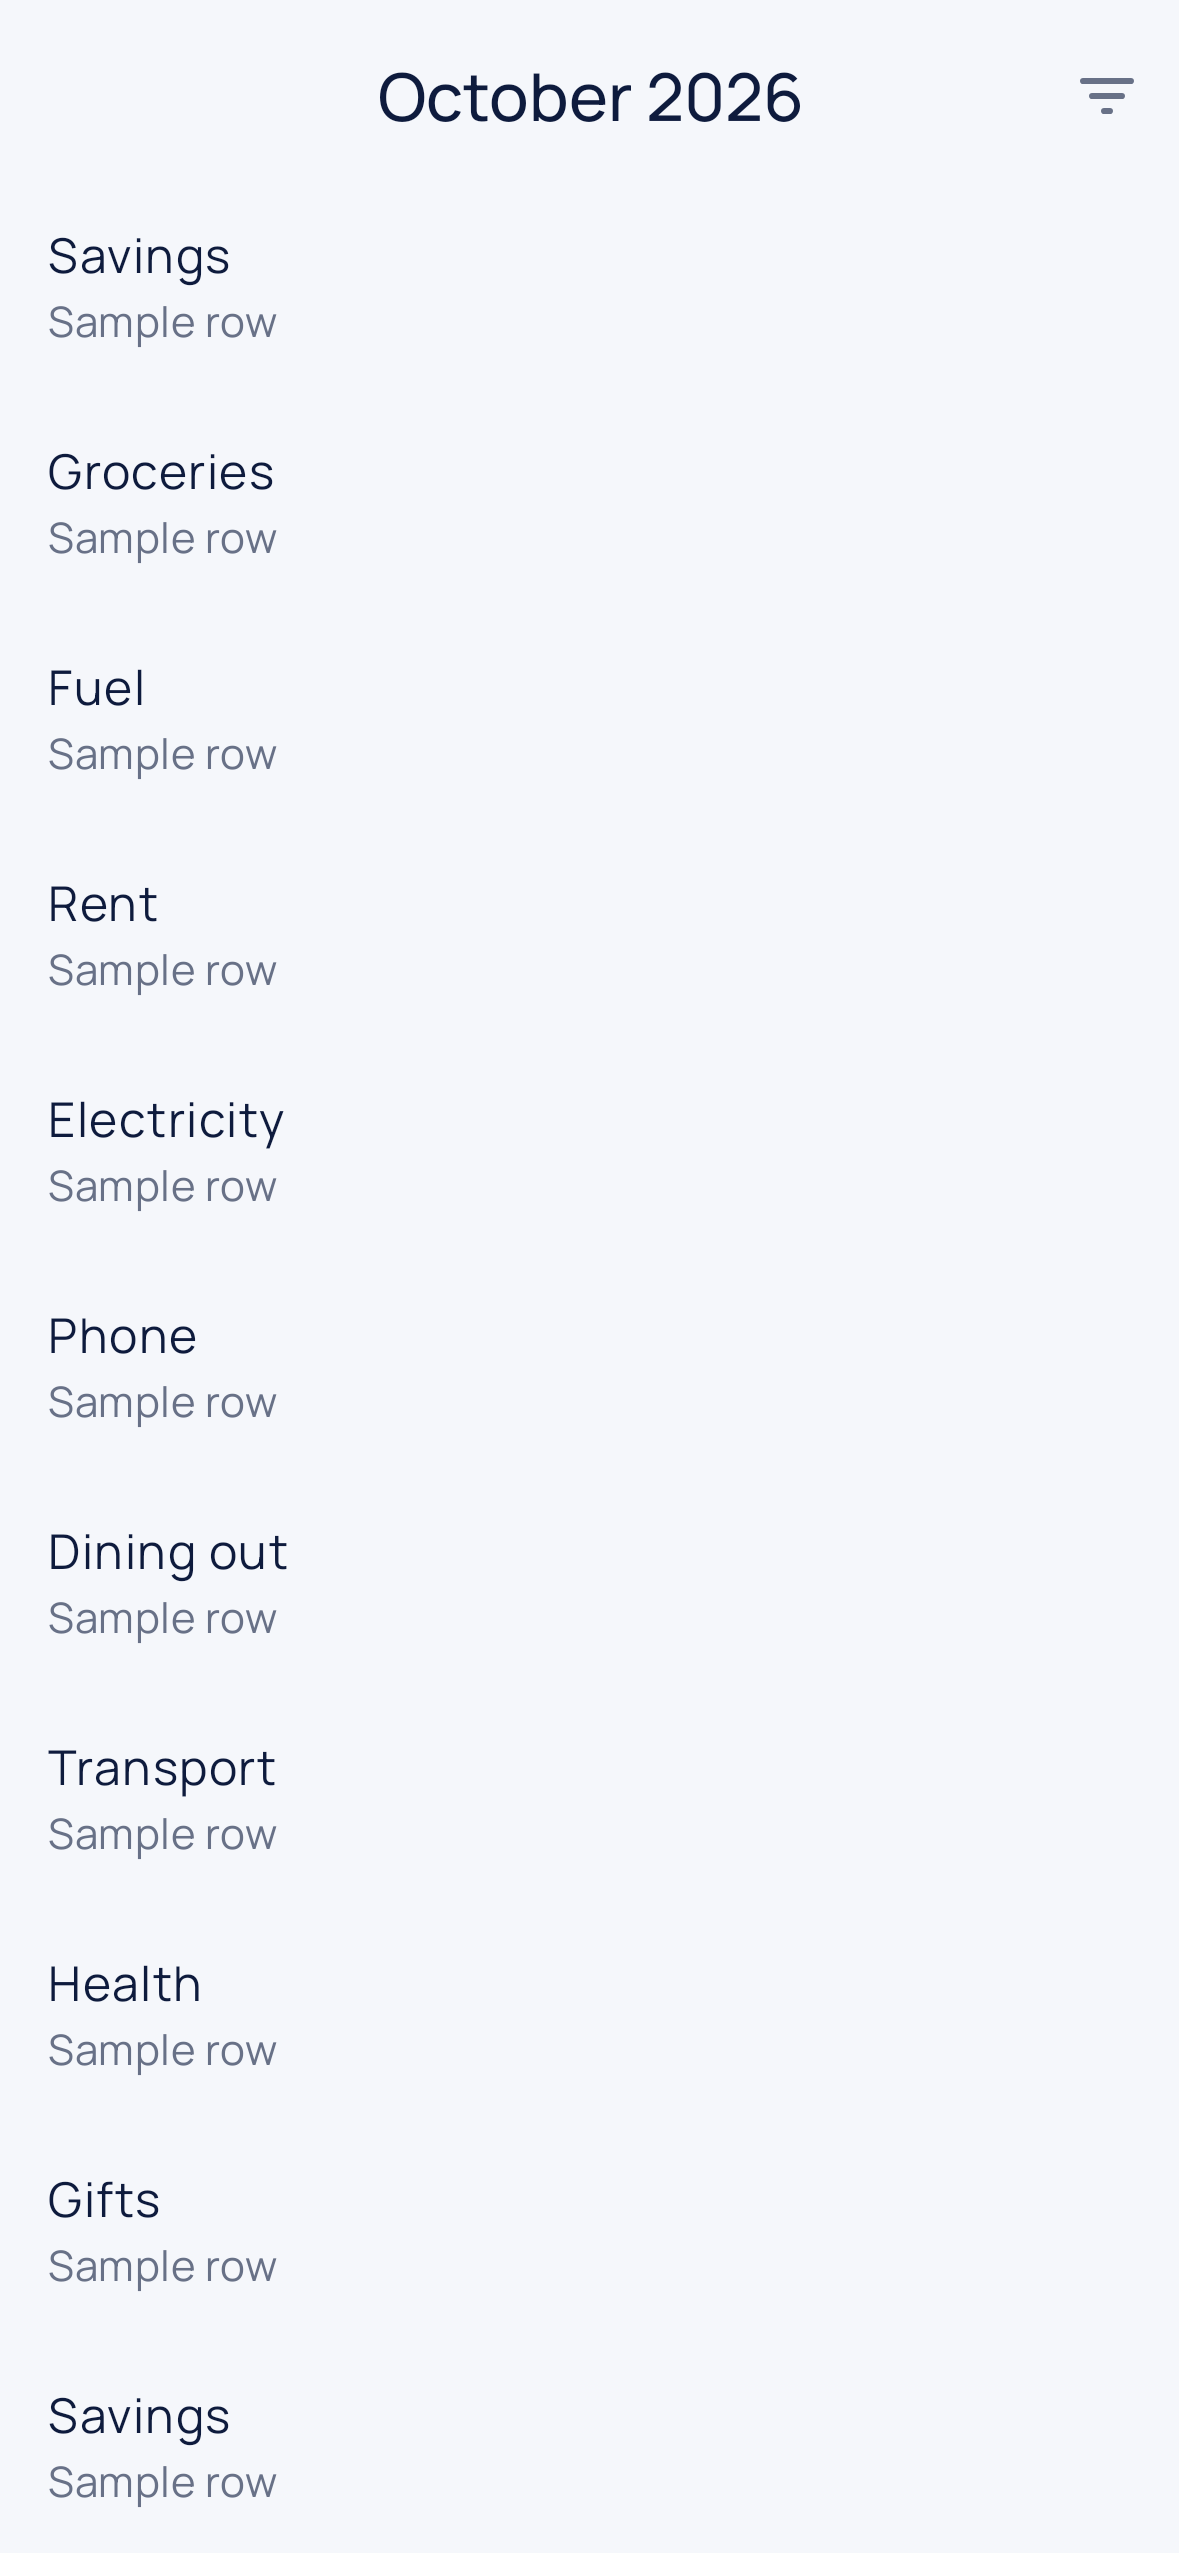 October 2026
Savings
Sample row
Groceries
Sample row
Fuel
Sample row
Rent
Sample row
Electricity
Sample row
Phone
Sample row
Dining out
Sample row
Transport
Sample row
Health
Sample row
Gifts
Sample row
Savings
Sample row